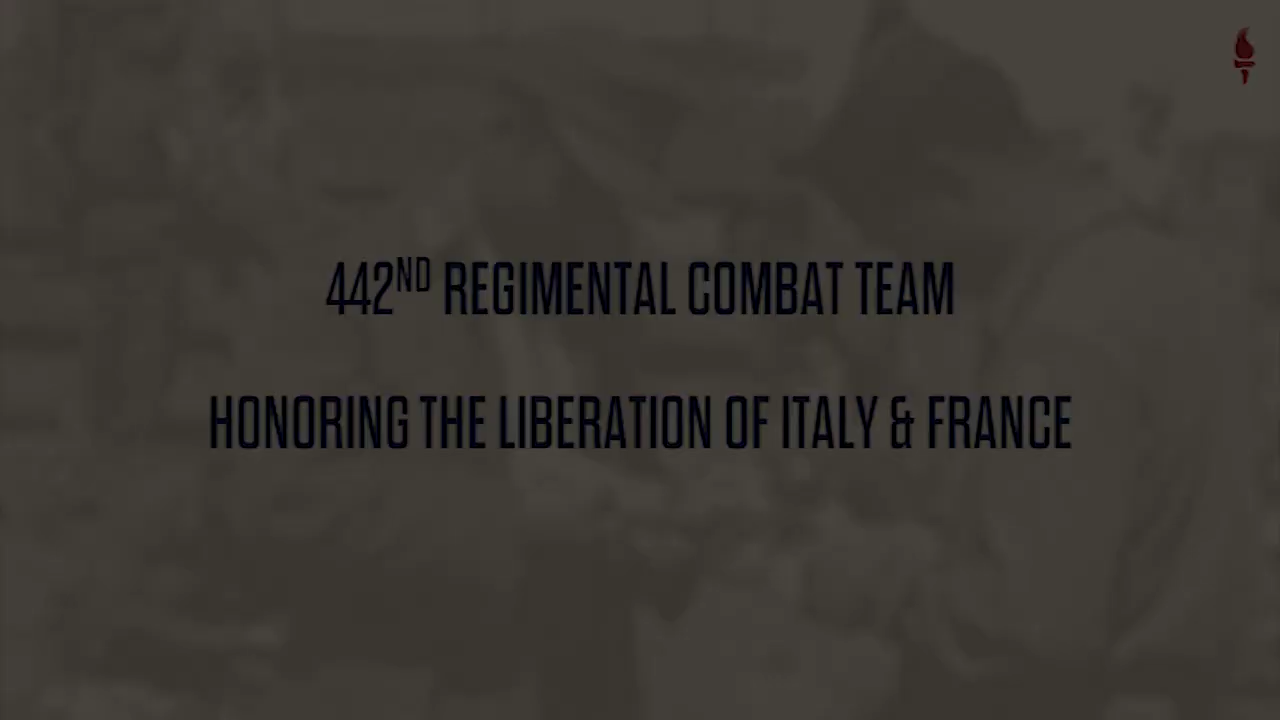 442ND REGIMENTAL COMBAT TEAM
HONORING THE LIBERATION OF ITALY & FRANCE